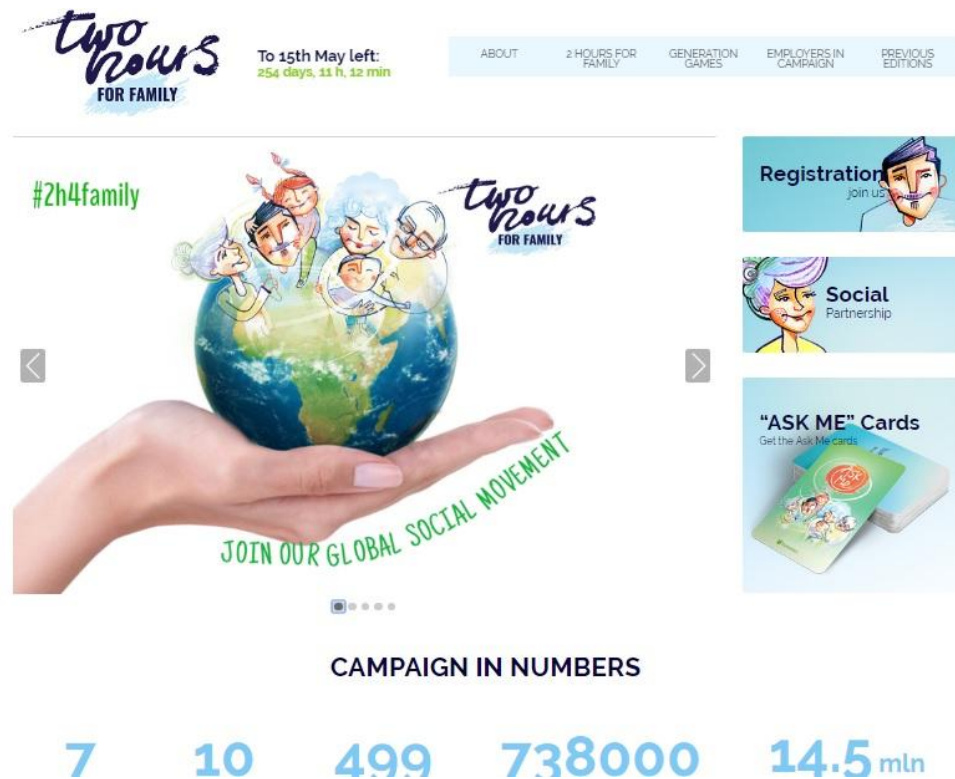 two
hours
FOR FAMILY
To 15th May left:
254 days, 11 h, 12 min
ABOUT
2 HOURS FOR
FAMILY
GENERATION
GAMES
EMPLOYERS IN
CAMPAIGN
PREVIOUS
EDITIONS
#2h4family
two
hours
FOR FAMILY
JOIN OUR GLOBAL SOCIAL MOVEMENT
Registration
join us
Social
Partnership
“ASK ME” Cards
Get the Ask Me cards
ASK
ME
CAMPAIGN IN NUMBERS
7 10 499 738000 14.5 mln